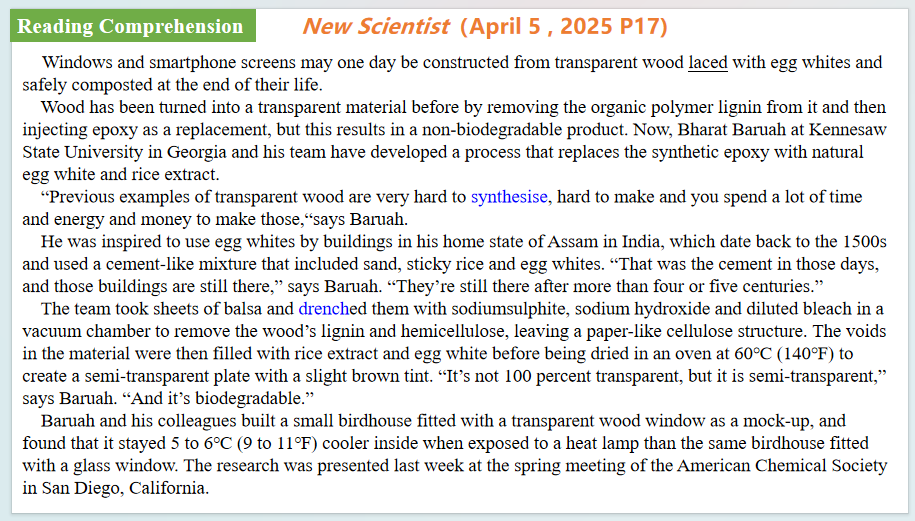 Reading Comprehension
New Scientist (April 5 , 2025 P17)
Windows and smartphone screens may one day be constructed from transparent wood laced with egg whites and
safely composted at the end of their life.
Wood has been turned into a transparent material before by removing the organic polymer lignin from it and then
injecting epoxy as a replacement, but this results in a non-biodegradable product. Now, Bharat Baruah at Kennesaw
State University in Georgia and his team have developed a process that replaces the synthetic epoxy with natural
egg white and rice extract.
“Previous examples of transparent wood are very hard to synthesise, hard to make and you spend a lot of time
and energy and money to make those,“says Baruah.
He was inspired to use egg whites by buildings in his home state of Assam in India, which date back to the 1500s
and used a cement-like mixture that included sand, sticky rice and egg whites. “That was the cement in those days,
and those buildings are still there,” says Baruah. “They’re still there after more than four or five centuries.”
The team took sheets of balsa and drenched them with sodiumsulphite, sodium hydroxide and diluted bleach in a
vacuum chamber to remove the wood’s lignin and hemicellulose, leaving a paper-like cellulose structure. The voids
in the material were then filled with rice extract and egg white before being dried in an oven at 60°C (140°F) to
create a semi-transparent plate with a slight brown tint. “It’s not 100 percent transparent, but it is semi-transparent,”
says Baruah. “And it’s biodegradable.”
Baruah and his colleagues built a small birdhouse fitted with a transparent wood window as a mock-up, and
found that it stayed 5 to 6°C (9 to 11°F) cooler inside when exposed to a heat lamp than the same birdhouse fitted
with a glass window. The research was presented last week at the spring meeting of the American Chemical Society
in San Diego, California.